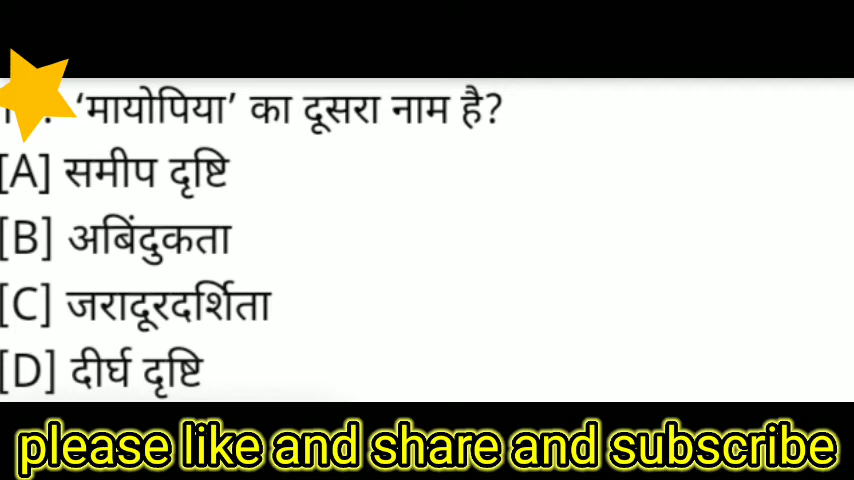 ‘मायोपिया’ का दूसरा नाम है?
[A] समीप दृष्टि
[B] अबिंदुकता
[C] जरादूरदर्शिता
[D] दीर्घ दृष्टि
please like and share and subscribe